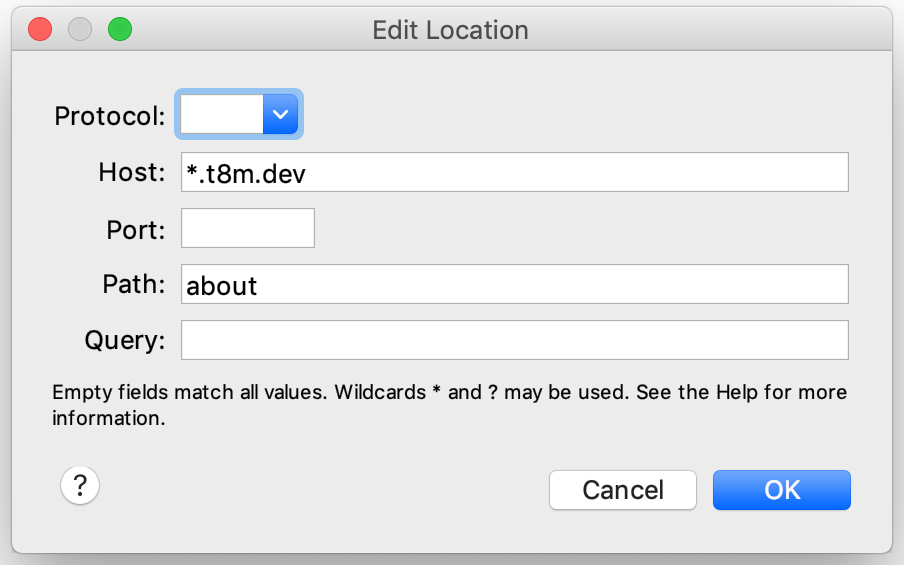 Edit Location
Protocol:
Host: *.t8m.dev
Port:
Path: about
Query:
Empty fields match all values. Wildcards * and ? may be used. See the Help for more
information.
? Cancel OK